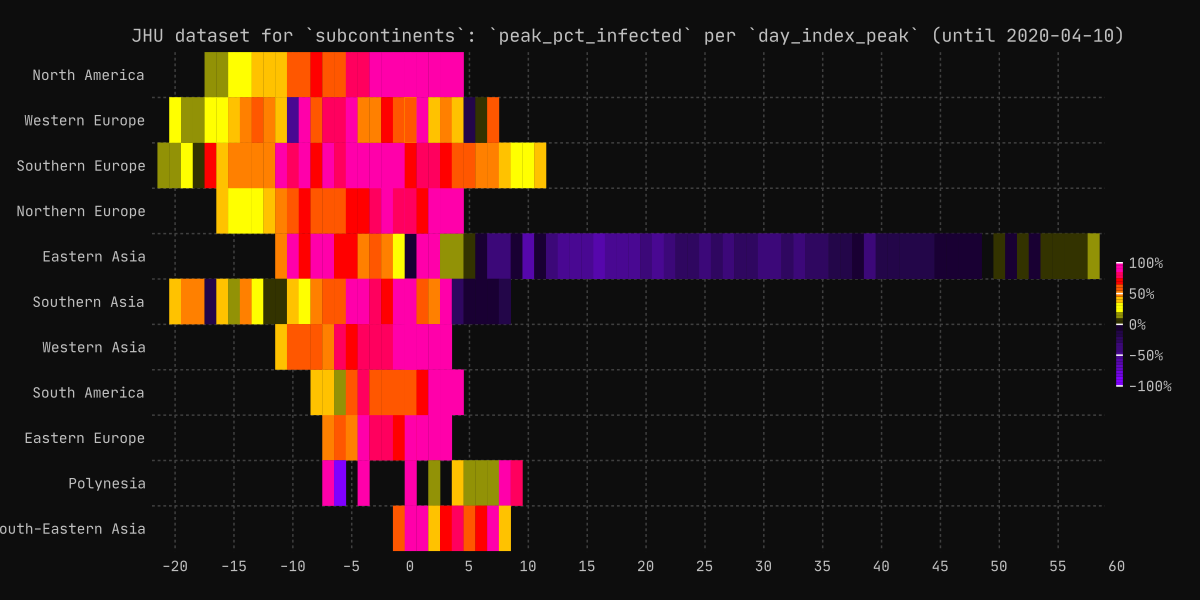 JHU dataset for `subcontinents`: `peak_pct_infected` per `day_index_peak` (until 2020-04-10)
North America
Western Europe
Southern Europe
Northern Europe
Eastern Asia
Southern Asia
Western Asia
South America
Eastern Europe
Polynesia
outh-Eastern Asia
100%
50%
0%
-50%
-100%
-20 -15 -10 -5 0 5 10 15 20 25 30 35 40 45 50 55 60